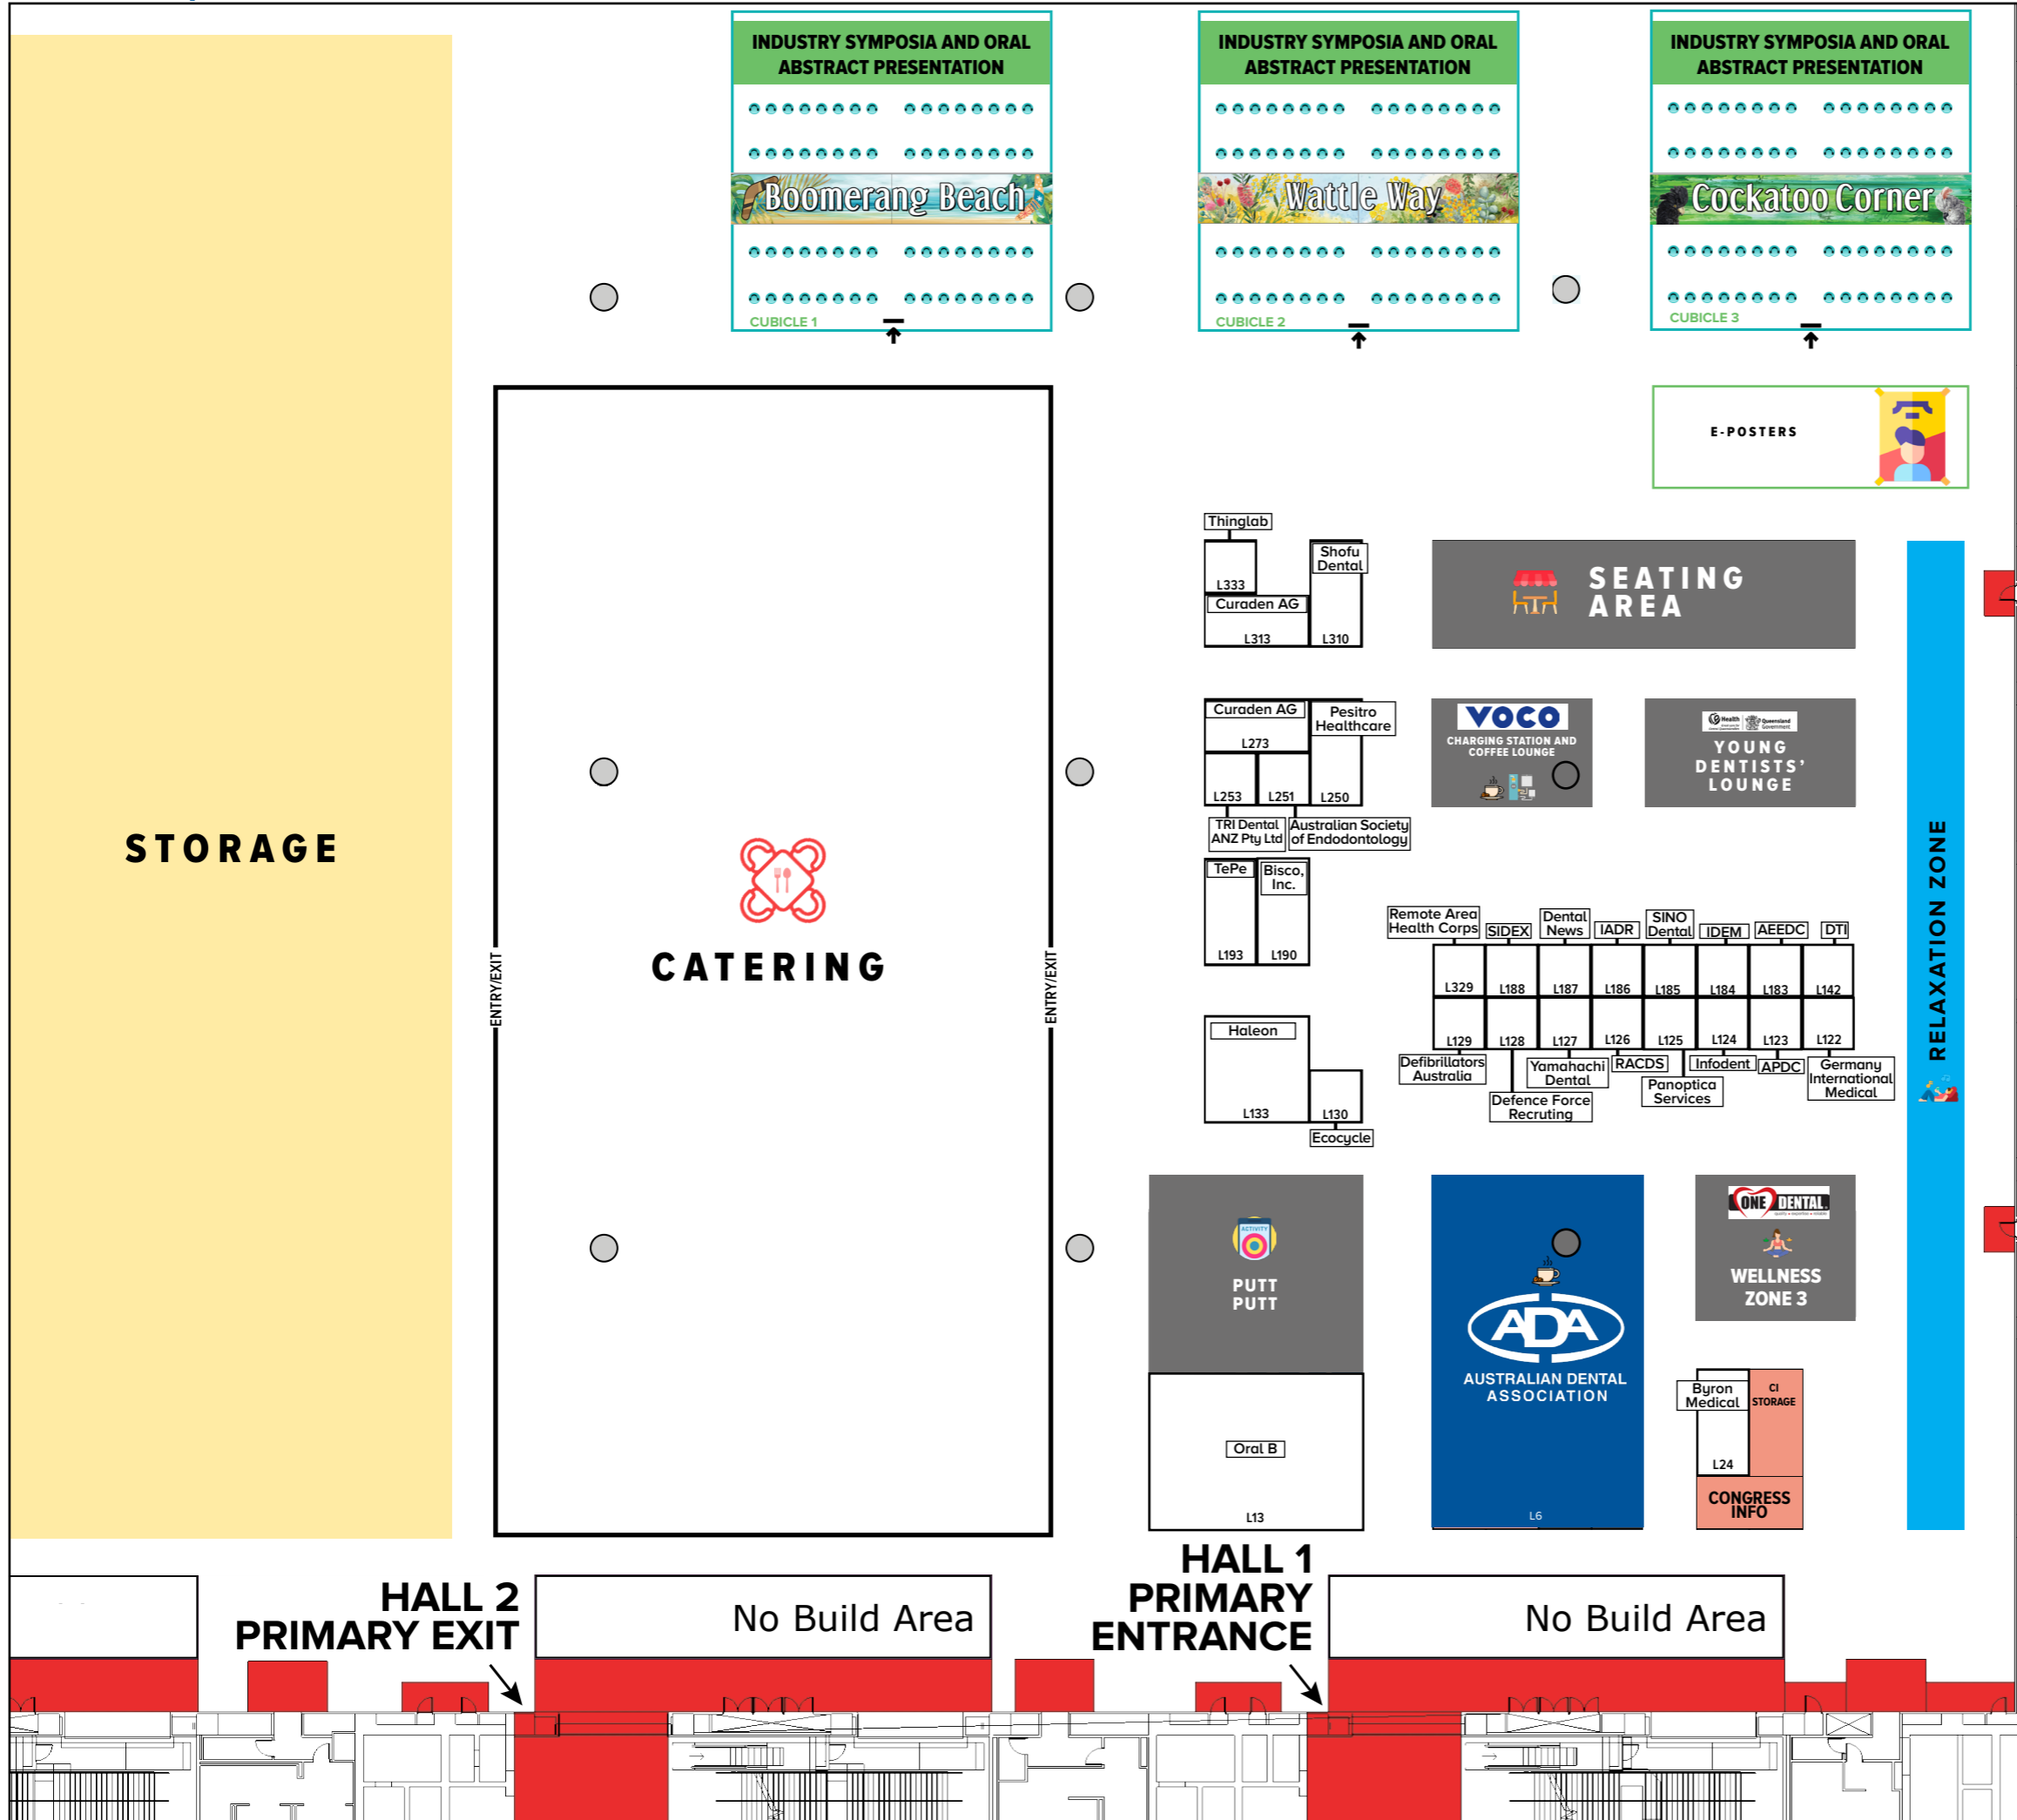 INDUSTRY SYMPOSIA AND ORAL
ABSTRACT PRESENTATION
Boomerang Beach
CUBICLE 1
INDUSTRY SYMPOSIA AND ORAL
ABSTRACT PRESENTATION
Wattle Way
CUBICLE 2
INDUSTRY SYMPOSIA AND ORAL
ABSTRACT PRESENTATION
Cockatoo Corner
CUBICLE 3
E-POSTERS
STORAGE
CATERING
ENTRY/EXIT
ENTRY/EXIT
Thinglab
L333
Curaden AG
L313
Shofu
Dental
L310
SEATING
AREA
Curaden AG
L273
Pesitro
Healthcare
L253
L251
L250
TRI Dental
ANZ Pty Ltd
Australian Society
of Endodontology
VOCO
CHARGING STATION AND
COFFEE LOUNGE
Health
Queensland
Government
YOUNG
DENTISTS'
LOUNGE
RELAXATION ZONE
TePe
L193
Bisco,
Inc.
L190
Remote Area
Health Corps
SIDEX
Dental
News
IADR
SINO
Dental
IDEM
AEEDC
DTI
L329
L188
L187
L186
L185
L184
L183
L142
L129
L128
L127
L126
L125
L124
L123
L122
Defibrillators
Australia
Defence Force
Recruting
Yamahachi
Dental
RACDS
Panoptica
Services
Infodent
APDC
Germany
International
Medical
Haleon
L133
L130
Ecocycle
ACTIVITY
PUTT
PUTT
Oral B
L13
ADA
AUSTRALIAN DENTAL
ASSOCIATION
L6
ONE DENTAL
WELLNESS
ZONE 3
Byron
Medical
L24
CI
STORAGE
CONGRESS
INFO
HALL 2
PRIMARY EXIT
No Build Area
HALL 1
PRIMARY
ENTRANCE
No Build Area